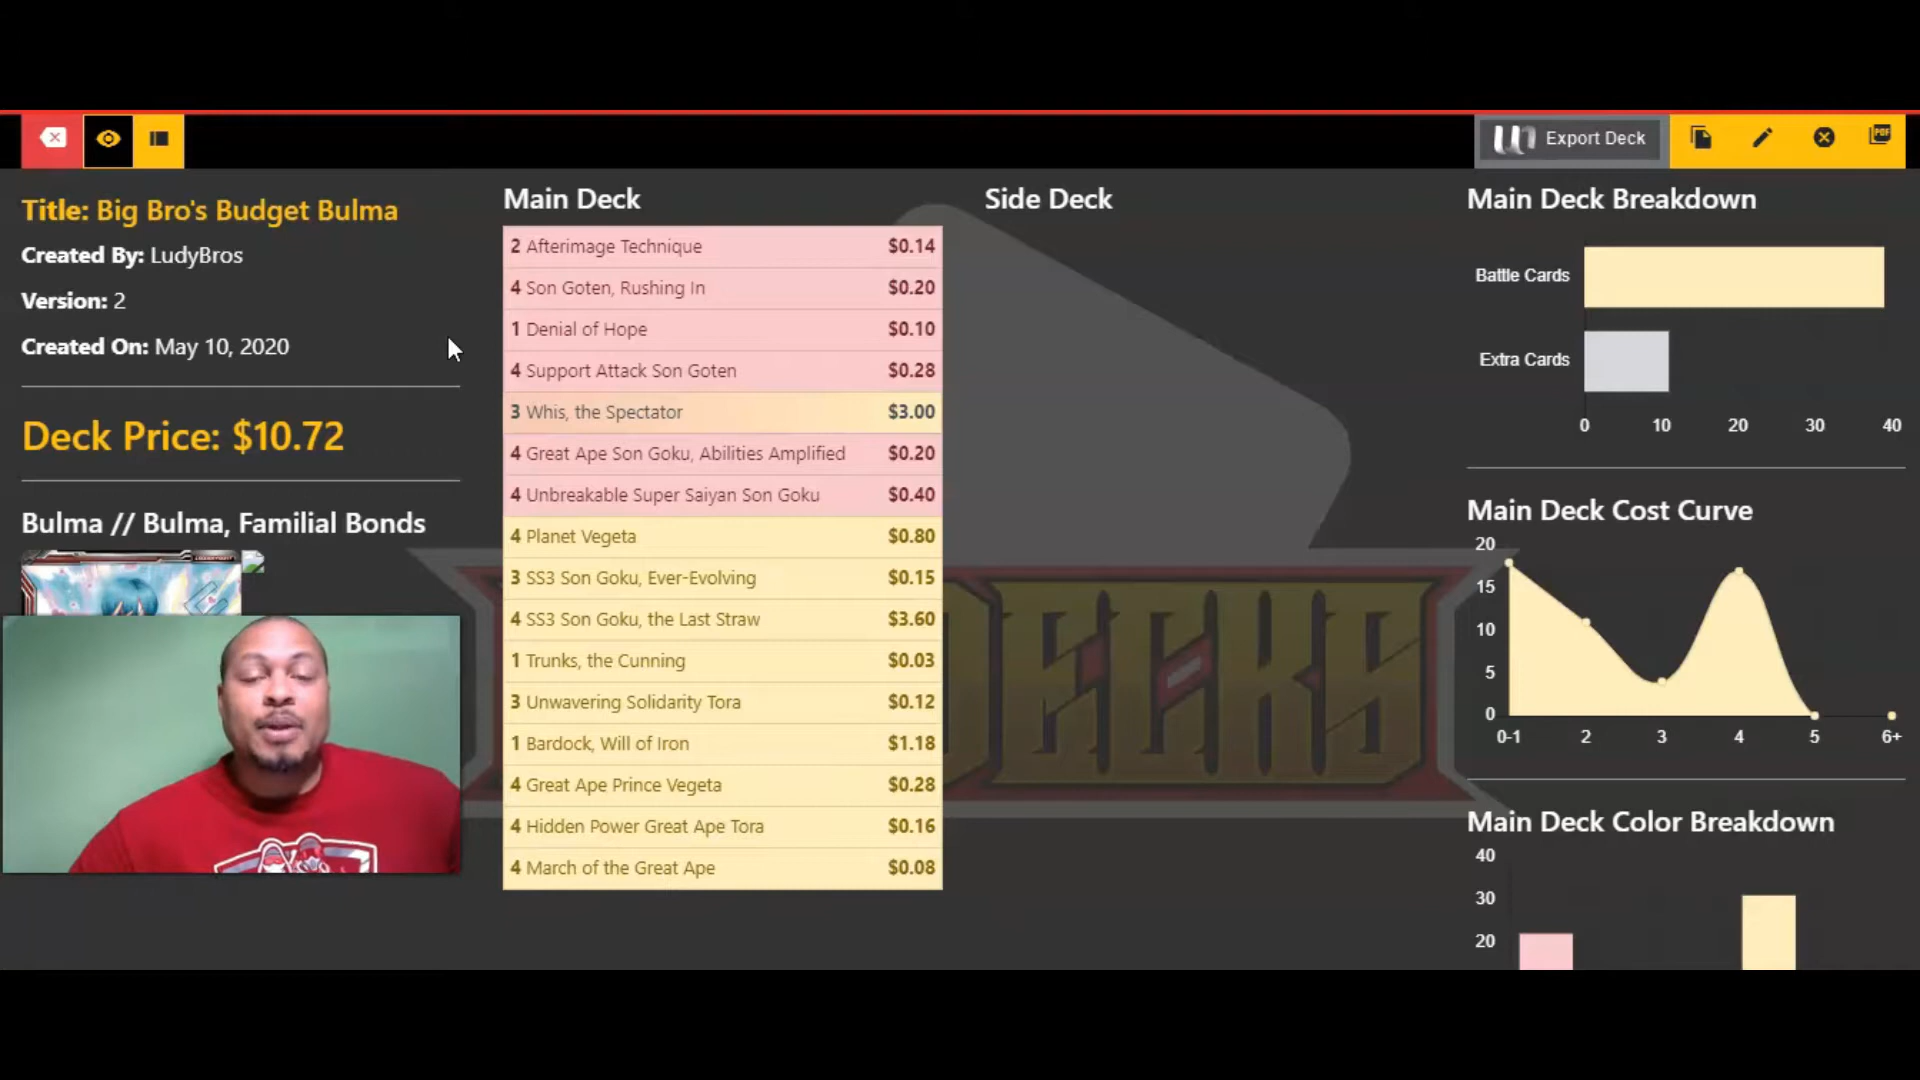 Export Deck
PDF
Title: Big Bro's Budget Bulma
Created By: LudyBros
Version: 2
Created On: May 10, 2020
Deck Price: $10.72
Bulma // Bulma, Familial Bonds
Main Deck
2 Afterimage Technique $0.14
4 Son Goten, Rushing In $0.20
1 Denial of Hope $0.10
4 Support Attack Son Goten $0.28
3 Whis, the Spectator $3.00
4 Great Ape Son Goku, Abilities Amplified $0.20
4 Unbreakable Super Saiyan Son Goku $0.40
4 Planet Vegeta $0.80
3 SS3 Son Goku, Ever-Evolving $0.15
4 SS3 Son Goku, the Last Straw $3.60
1 Trunks, the Cunning $0.03
3 Unwavering Solidarity Tora $0.12
1 Bardock, Will of Iron $1.18
4 Great Ape Prince Vegeta $0.28
4 Hidden Power Great Ape Tora $0.16
4 March of the Great Ape $0.08
Side Deck
DECKS
Main Deck Breakdown
Battle Cards
Extra Cards
0 10 20 30 40
Main Deck Cost Curve
20
15
10
5
0
0-1 2 3 4 5 6+
Main Deck Color Breakdown
40
30
20